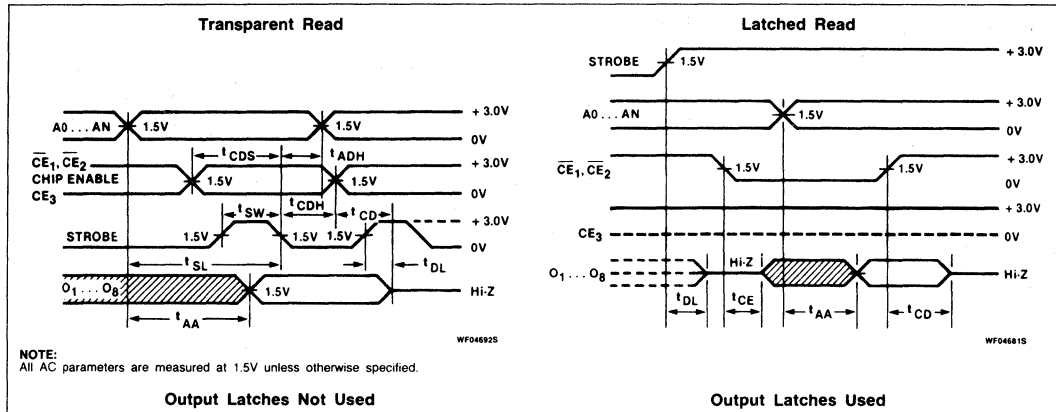 Transparent Read
A0 . . . AN
1.5V
1.5V
+ 3.0V
0V
t CDS
t ADH
CE1, CE2
CHIP ENABLE
CE3
1.5V
1.5V
+ 3.0V
0V
t SW
t CDH
t CD
STROBE
1.5V
1.5V
1.5V
+ 3.0V
0V
t SL
t DL
O1 . . . O8
1.5V
Hi-Z
t AA
WF04692S
NOTE:
All AC parameters are measured at 1.5V unless otherwise specified.
Output Latches Not Used
Latched Read
STROBE
1.5V
+ 3.0V
A0 . . . AN
1.5V
+ 3.0V
0V
CE1, CE2
1.5V
1.5V
+ 3.0V
0V
+ 3.0V
CE3
0V
O1 . . . O8
Hi-Z
Hi-Z
t DL
t CE
t AA
t CD
WF04681S
Output Latches Used